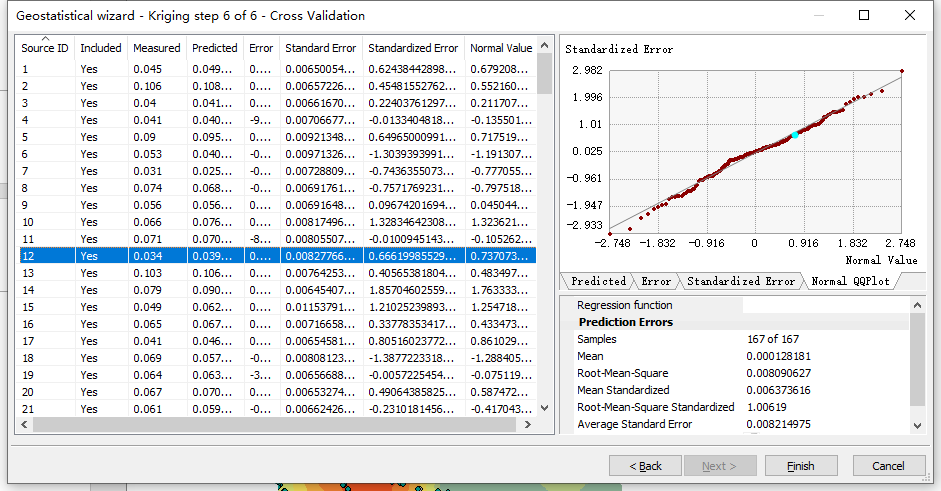 Geostatistical wizard - Kriging step 6 of 6 - Cross Validation
Source ID Included Measured Predicted Error Standard Error Standardized Error Normal Value
1 Yes 0.045 0.049... 0.... 0.00650054... 0.62438442898... 0.679208...
2 Yes 0.106 0.108... 0.... 0.00657226... 0.45481552762... 0.552160...
3 Yes 0.04 0.041... 0.... 0.00661670... 0.22403761297... 0.211707...
4 Yes 0.041 0.040... -9... 0.00706677... -0.0133404818... -0.135501...
5 Yes 0.09 0.095... 0.... 0.00921348... 0.64965000991... 0.717519...
6 Yes 0.053 0.040... -0... 0.00971326... -1.3039393991... -1.191307...
7 Yes 0.031 0.025... -0... 0.00728809... -0.7436355073... -0.777055...
8 Yes 0.074 0.068... -0... 0.00691761... -0.7571769231... -0.797518...
9 Yes 0.056 0.056... 0.... 0.00691648... 0.09674201694... 0.045044...
10 Yes 0.066 0.076... 0.... 0.00817496... 1.32834642308... 1.323621...
11 Yes 0.071 0.070... -8... 0.00805507... -0.0100945143... -0.105262...
12 Yes 0.034 0.039... 0.... 0.00827766... 0.66619985529... 0.737073...
13 Yes 0.103 0.106... 0.... 0.00764253... 0.40565381804... 0.483497...
14 Yes 0.079 0.090... 0.... 0.00645407... 1.85704602559... 1.763333...
15 Yes 0.049 0.062... 0.... 0.01153791... 1.21025239893... 1.254718...
16 Yes 0.065 0.067... 0.... 0.00716658... 0.33778353417... 0.433473...
17 Yes 0.041 0.046... 0.... 0.00654581... 0.80516023772... 0.861029...
18 Yes 0.069 0.057... -0... 0.00808123... -1.3877223318... -1.288405...
19 Yes 0.064 0.063... -3... 0.00656688... -0.0057225454... -0.075119...
20 Yes 0.067 0.070... 0.... 0.00653274... 0.49064385825... 0.587472...
21 Yes 0.061 0.059... -0... 0.00662426... -0.2310181456... -0.417043...
Standardized Error
2.982
1.996
1.01
0.025
-0.961
-1.947
-2.933
-2.748 -1.832 -0.916 0 0.916 1.832 2.748
Normal Value
Predicted Error Standardized Error Normal QQPlot
Regression function
Prediction Errors
Samples 167 of 167
Mean 0.000128181
Root-Mean-Square 0.008090627
Mean Standardized 0.006373616
Root-Mean-Square Standardized 1.00619
Average Standard Error 0.008214975
< Back Next > Finish Cancel